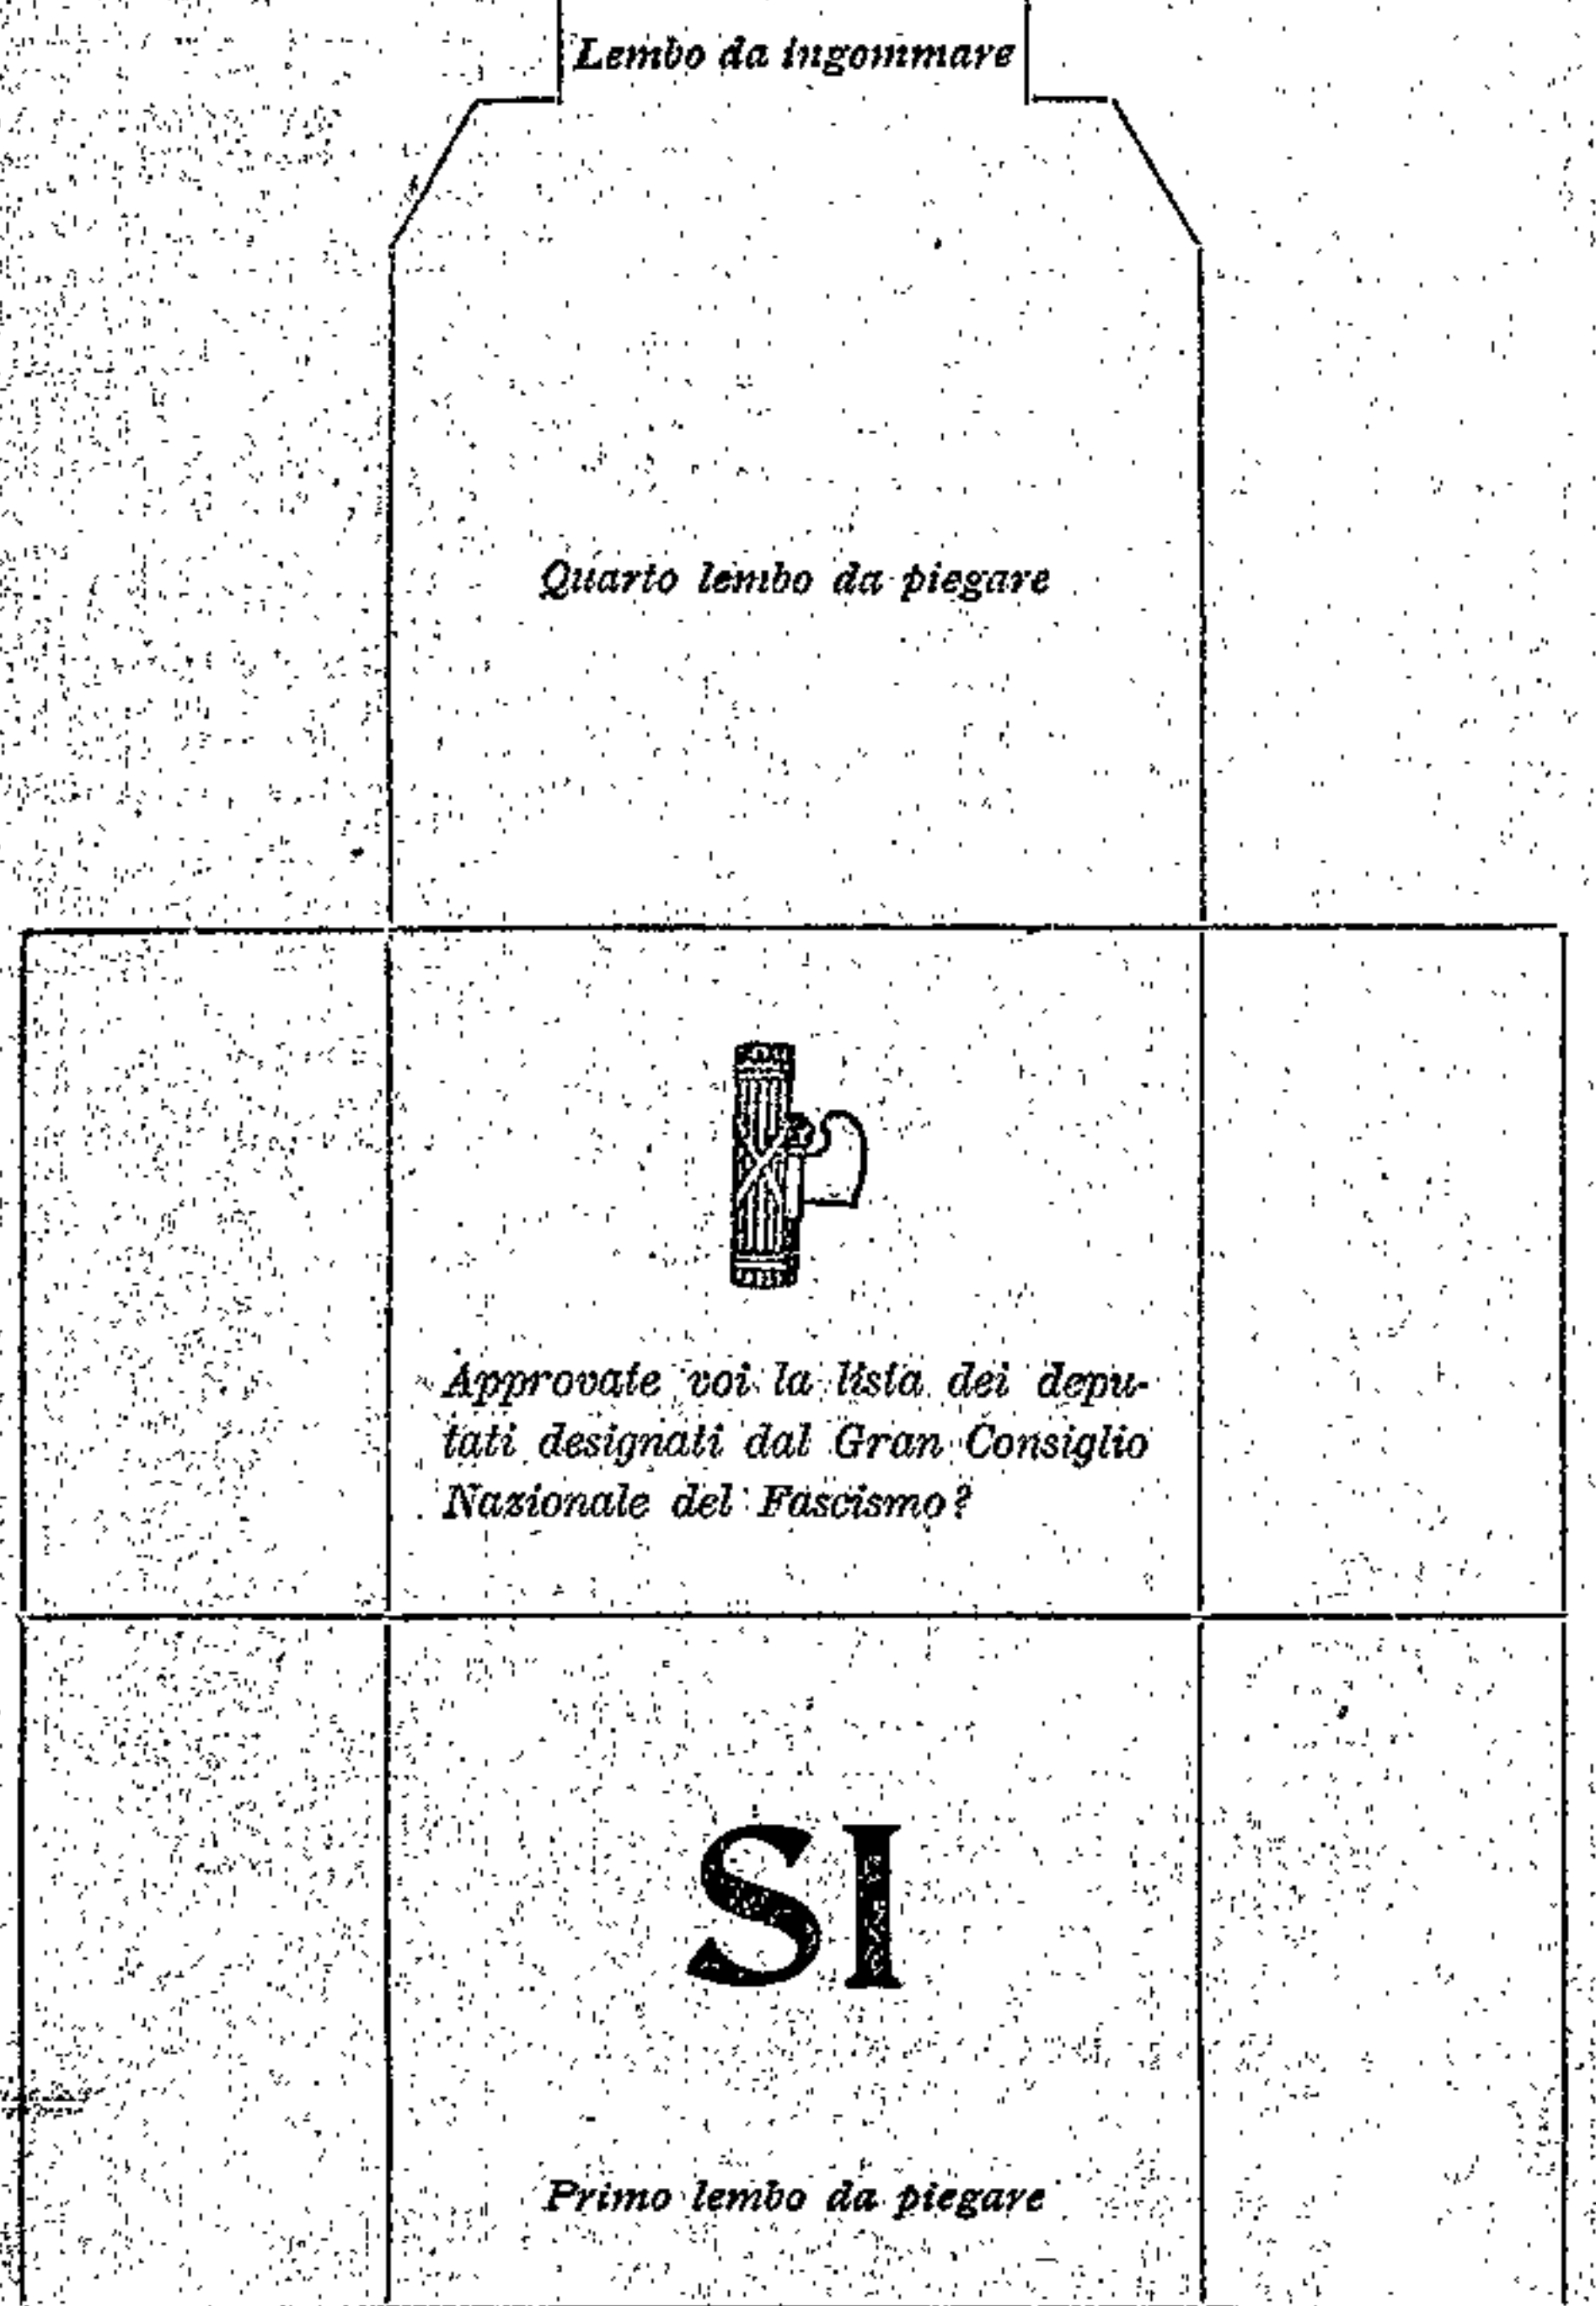 Lembo da ingommare
Quarto lembo da piegare
Approvate voi la lista dei depu-
tati designati dal Gran Consiglio
Nazionale del Fascismo?
SI
Primo lembo da piegare